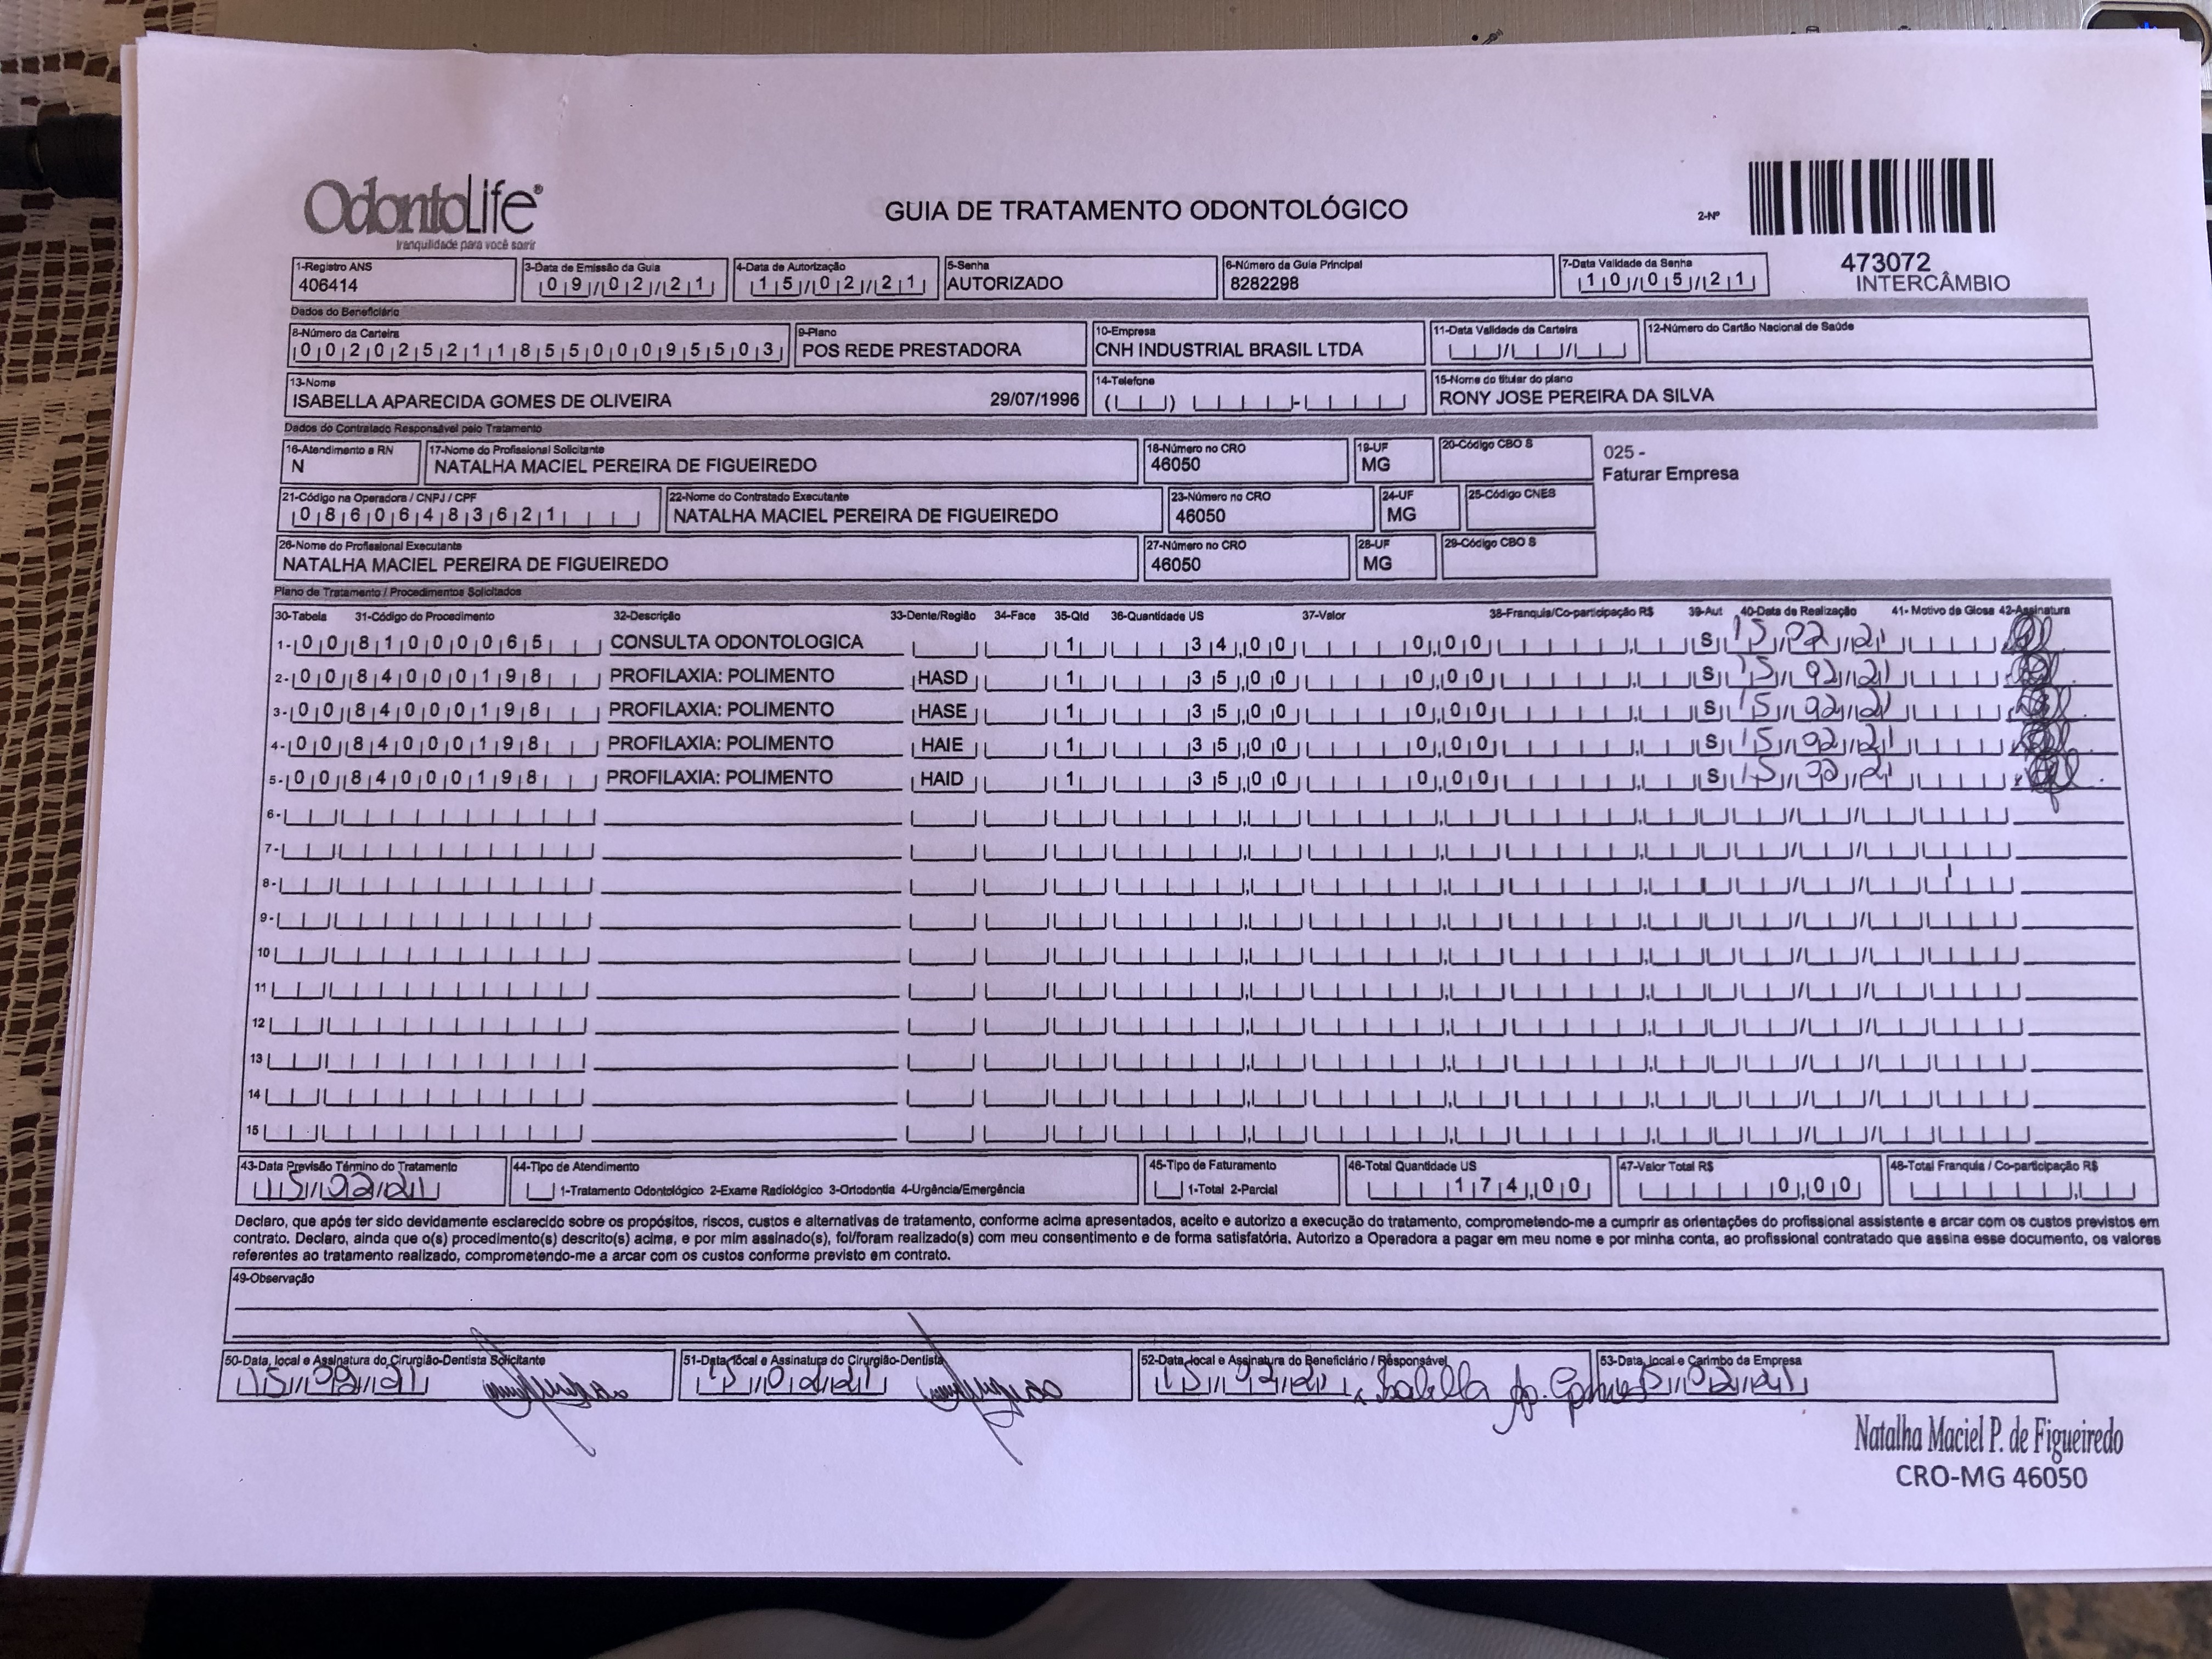 OdontoLife®
tranquilidade para você sorrir
GUIA DE TRATAMENTO ODONTOLÓGICO
2-Nº
473072
INTERCÂMBIO
1-Registro ANS 3-Data de Emissão da Guia 4-Data de Autorização 5-Senha 6-Número da Guia Principal 7-Data Validade da Senha
406414 09/02/21 15/02/21 AUTORIZADO 8282298 10/05/21
Dados do Beneficiário
8-Número da Carteira 9-Plano 10-Empresa 11-Data Validade da Carteira 12-Número do Cartão Nacional de Saúde
00202521185500095503 POS REDE PRESTADORA CNH INDUSTRIAL BRASIL LTDA
13-Nome 14-Telefone 15-Nome do titular do plano
ISABELLA APARECIDA GOMES DE OLIVEIRA 29/07/1996 RONY JOSE PEREIRA DA SILVA
Dados do Contratado Responsável pelo Tratamento
16-Atendimento a RN 17-Nome do Profissional Solicitante 18-Número no CRO 19-UF 20-Código CBO S
N NATALHA MACIEL PEREIRA DE FIGUEIREDO 46050 MG
025 -
Faturar Empresa
21-Código na Operadora / CNPJ / CPF 22-Nome do Contratado Executante 23-Número no CRO 24-UF 25-Código CNES
08606483621 NATALHA MACIEL PEREIRA DE FIGUEIREDO 46050 MG
26-Nome do Profissional Executante 27-Número no CRO 28-UF 29-Código CBO S
NATALHA MACIEL PEREIRA DE FIGUEIREDO 46050 MG
Plano de Tratamento / Procedimentos Solicitados
30-Tabela 31-Código do Procedimento 32-Descrição 33-Dente/Região 34-Face 35-Qtd 36-Quantidade US 37-Valor 38-Franquia/Co-participação R$ 39-Aut 40-Data de Realização 41- Motivo da Glosa 42-Assinatura
1- 00 81000065 CONSULTA ODONTOLOGICA 1 34,00 0,00 S 15/02/21
2- 00 84000198 PROFILAXIA: POLIMENTO HASD 1 35,00 0,00 S 15/02/21
3- 00 84000198 PROFILAXIA: POLIMENTO HASE 1 35,00 0,00 S 15/02/21
4- 00 84000198 PROFILAXIA: POLIMENTO HAIE 1 35,00 0,00 S 15/02/21
5- 00 84000198 PROFILAXIA: POLIMENTO HAID 1 35,00 0,00 S 15/02/21
6-
7-
8-
9-
10
11
12
13
14
15
43-Data Previsão Término do Tratamento 44-Tipo de Atendimento 45-Tipo de Faturamento 46-Total Quantidade US 47-Valor Total R$ 48-Total Franquia / Co-participação R$
15/02/21 1-Tratamento Odontológico 2-Exame Radiológico 3-Ortodontia 4-Urgência/Emergência 1-Total 2-Parcial 174,00 0,00
Declaro, que após ter sido devidamente esclarecido sobre os propósitos, riscos, custos e alternativas de tratamento, conforme acima apresentados, aceito e autorizo a execução do tratamento, comprometendo-me a cumprir as orientações do profissional assistente e arcar com os custos previstos em
contrato. Declaro, ainda que o(s) procedimento(s) descrito(s) acima, e por mim assinado(s), foi/foram realizado(s) com meu consentimento e de forma satisfatória. Autorizo a Operadora a pagar em meu nome e por minha conta, ao profissional contratado que assina esse documento, os valores
referentes ao tratamento realizado, comprometendo-me a arcar com os custos conforme previsto em contrato.
49-Observação
50-Data, local e Assinatura do Cirurgião-Dentista Solicitante 51-Data, local e Assinatura do Cirurgião-Dentista 52-Data, local e Assinatura do Beneficiário / Responsável 53-Data, local e Carimbo da Empresa
15/02/21 15/02/21 15/02/21 Isabella Ap. Gomes 15/02/21
Natalha Maciel P. de Figueiredo
CRO-MG 46050